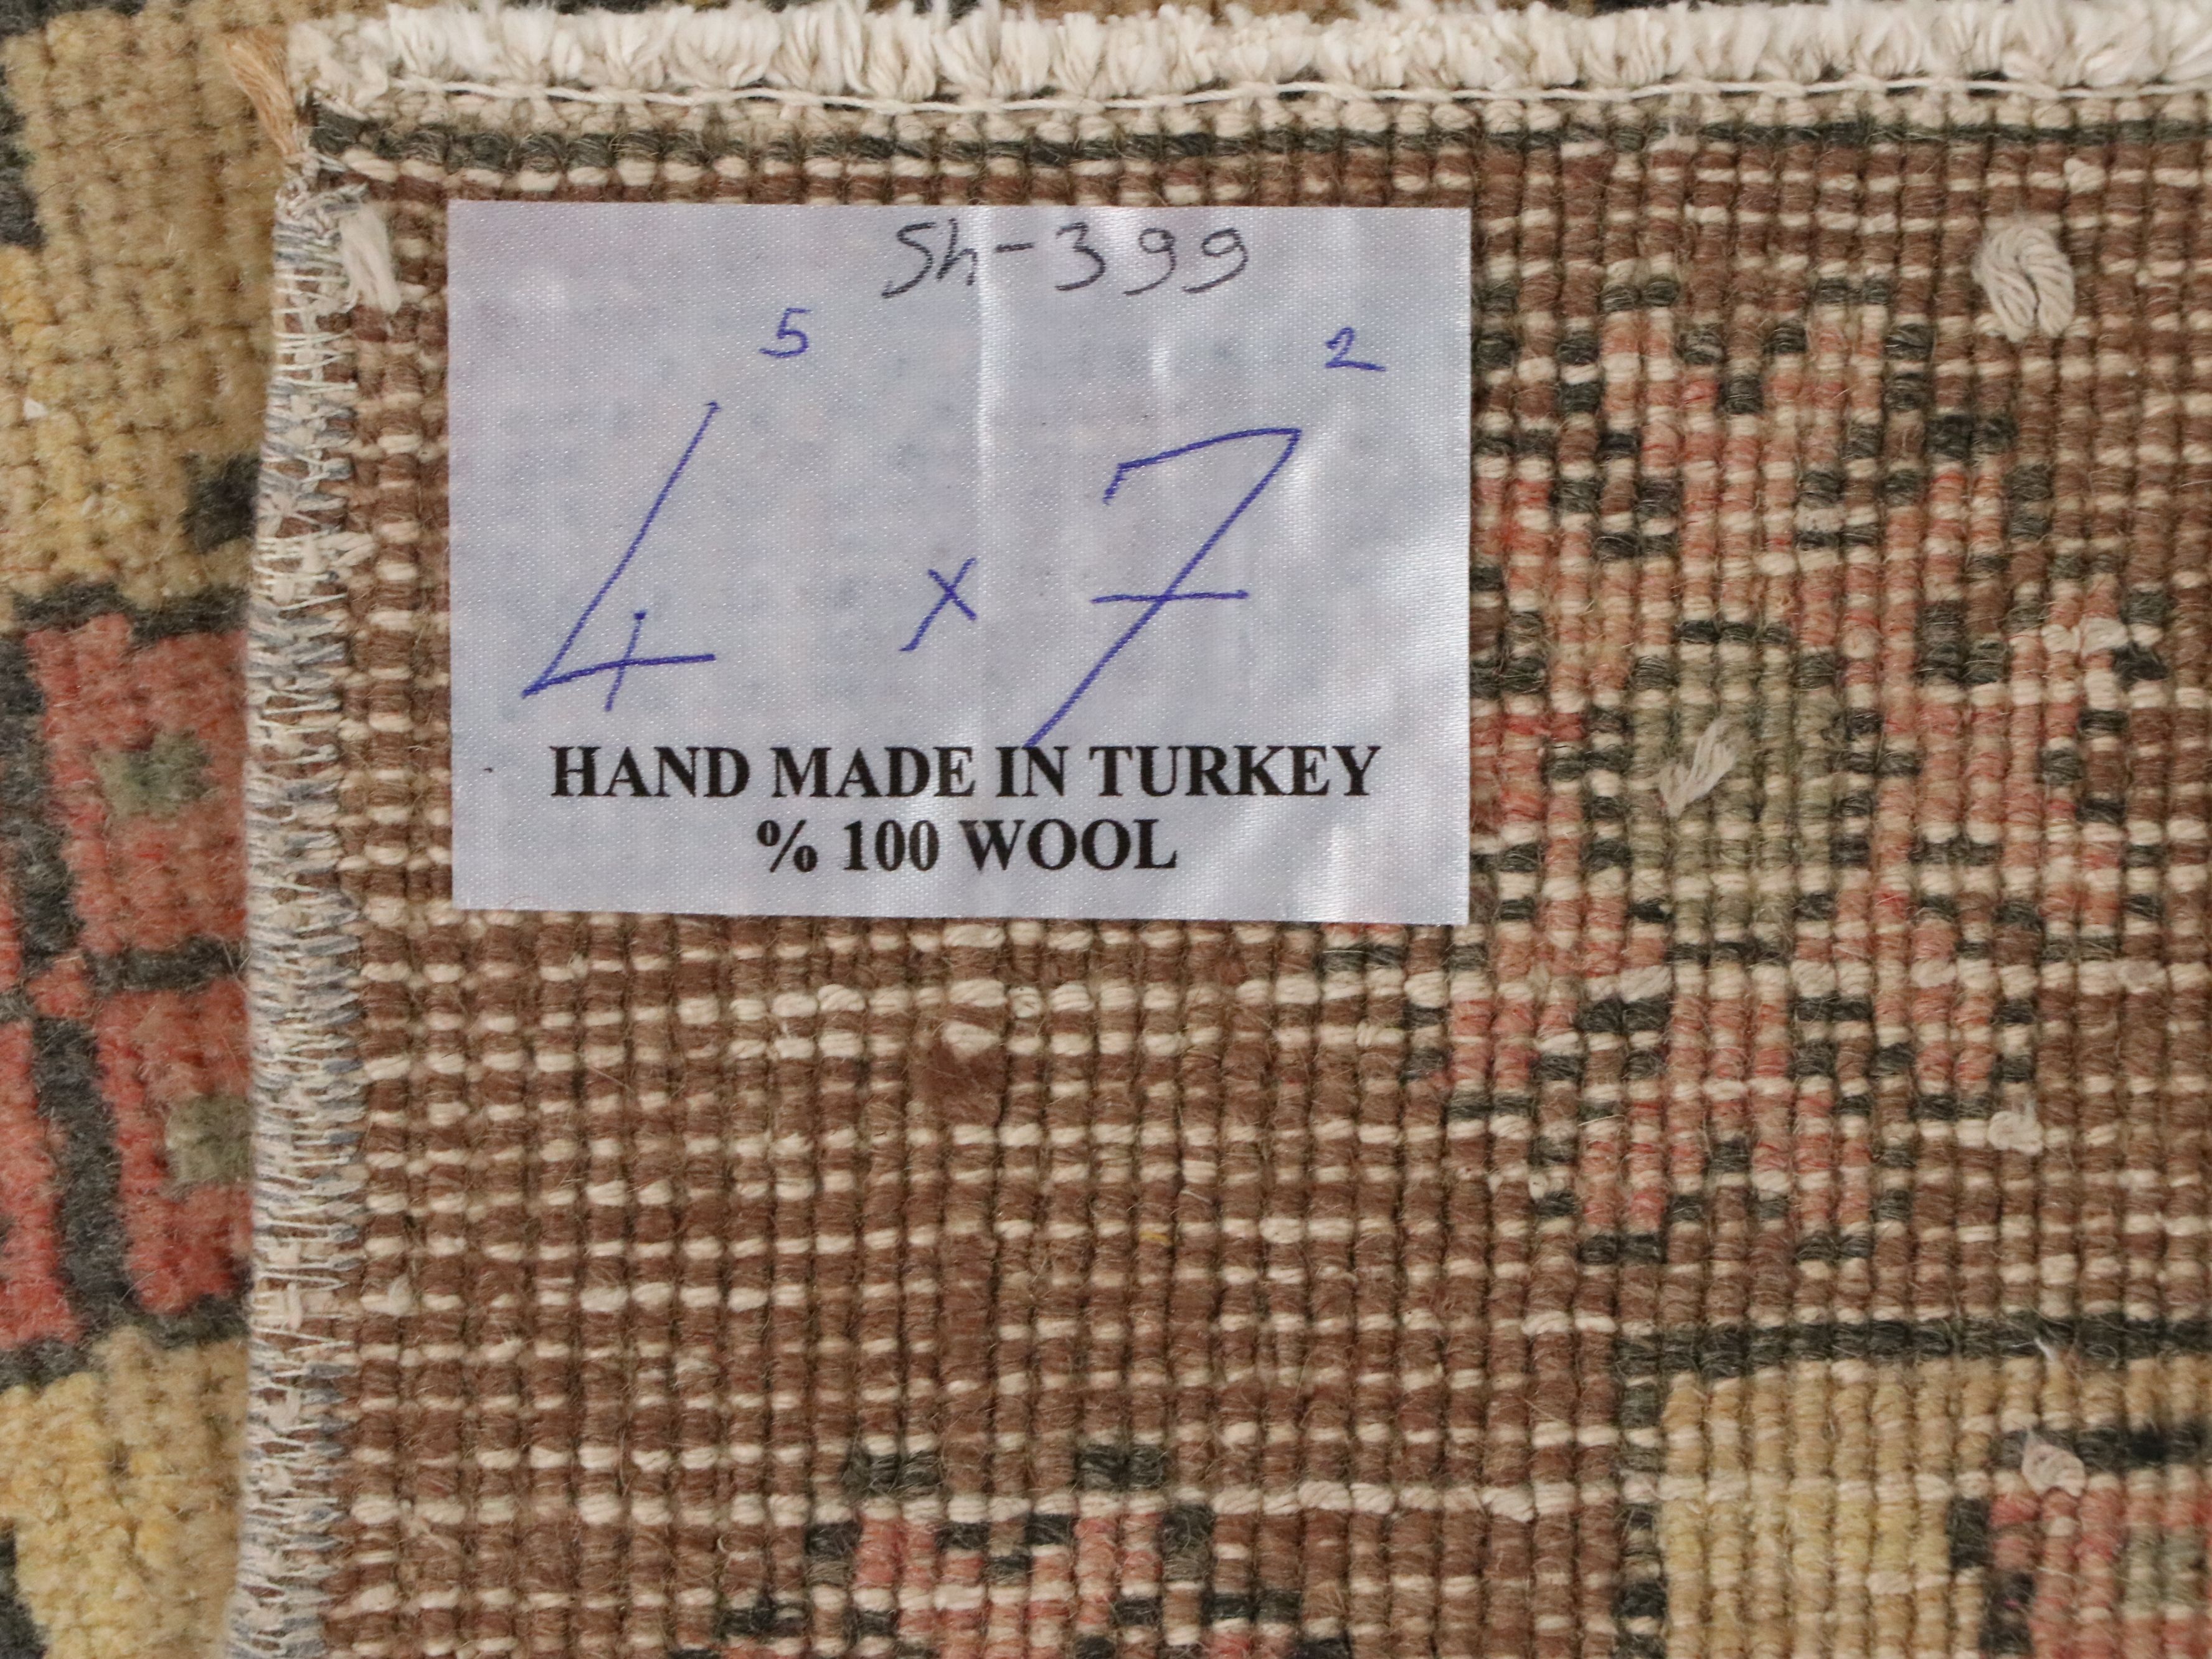 Sh-399
4 5 x 7 2
HAND MADE IN TURKEY
% 100 WOOL